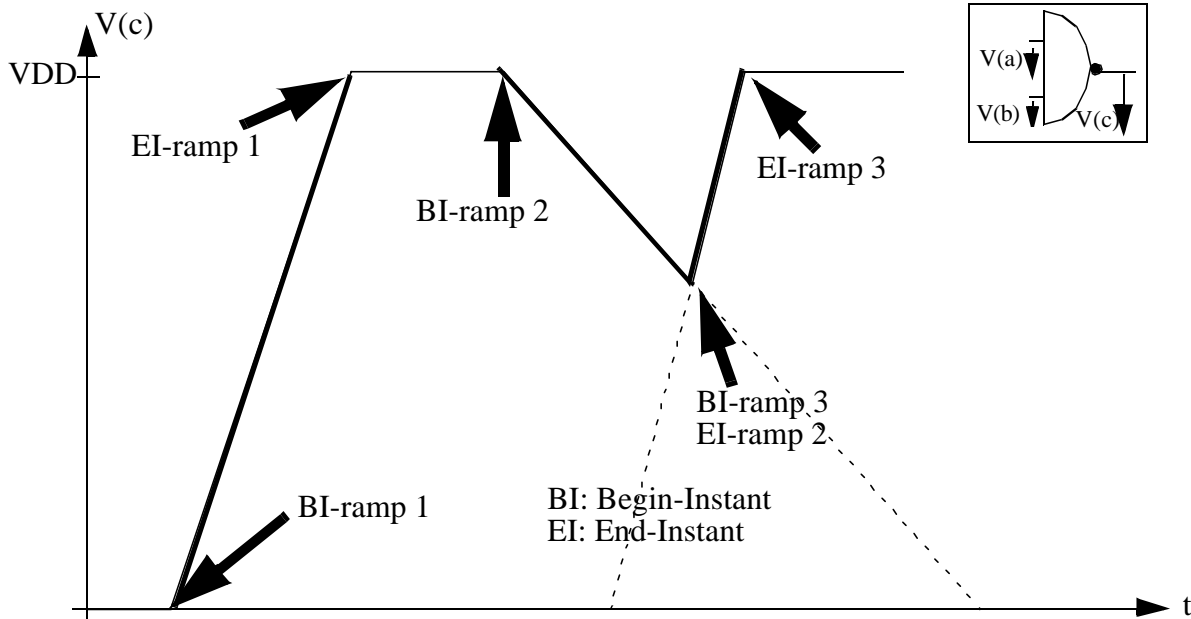 V(c)
VDD
V(a)
V(b)
V(c)
EI-ramp 1
EI-ramp 3
BI-ramp 2
BI-ramp 3
EI-ramp 2
BI-ramp 1
BI: Begin-Instant
EI: End-Instant
t